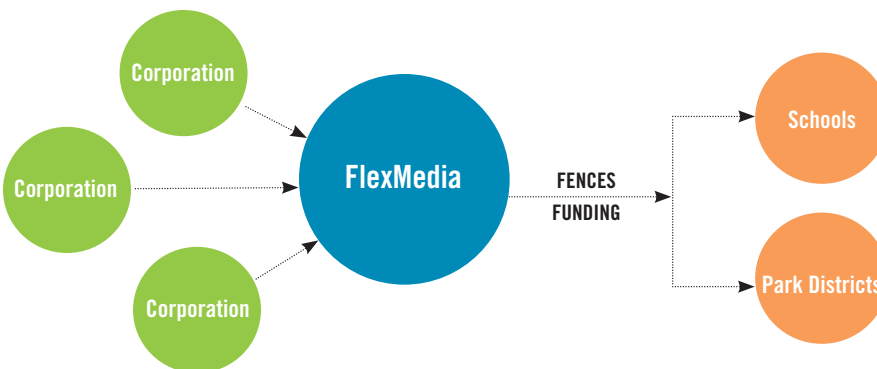 Corporation
Corporation
Corporation
FlexMedia
FENCES
FUNDING
Schools
Park Districts